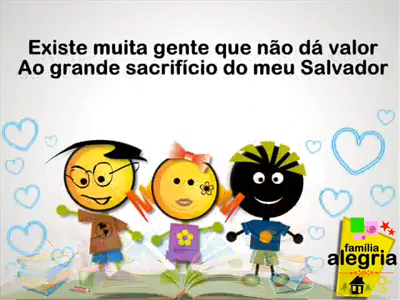 Existe muita gente que não dá valor
Ao grande sacrifício do meu Salvador
família
alegria